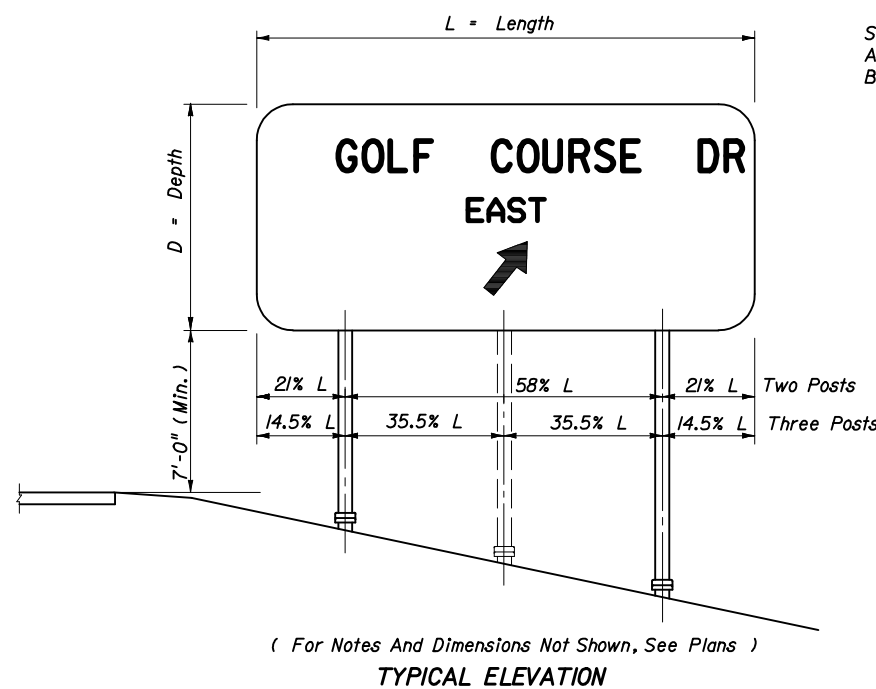 L = Length
S
A
B
D = Depth
GOLF COURSE DR
EAST
7'-0" (Min.)
21% L 58% L 21% L Two Posts
14.5% L 35.5% L 35.5% L 14.5% L Three Posts
( For Notes And Dimensions Not Shown, See Plans )
TYPICAL ELEVATION